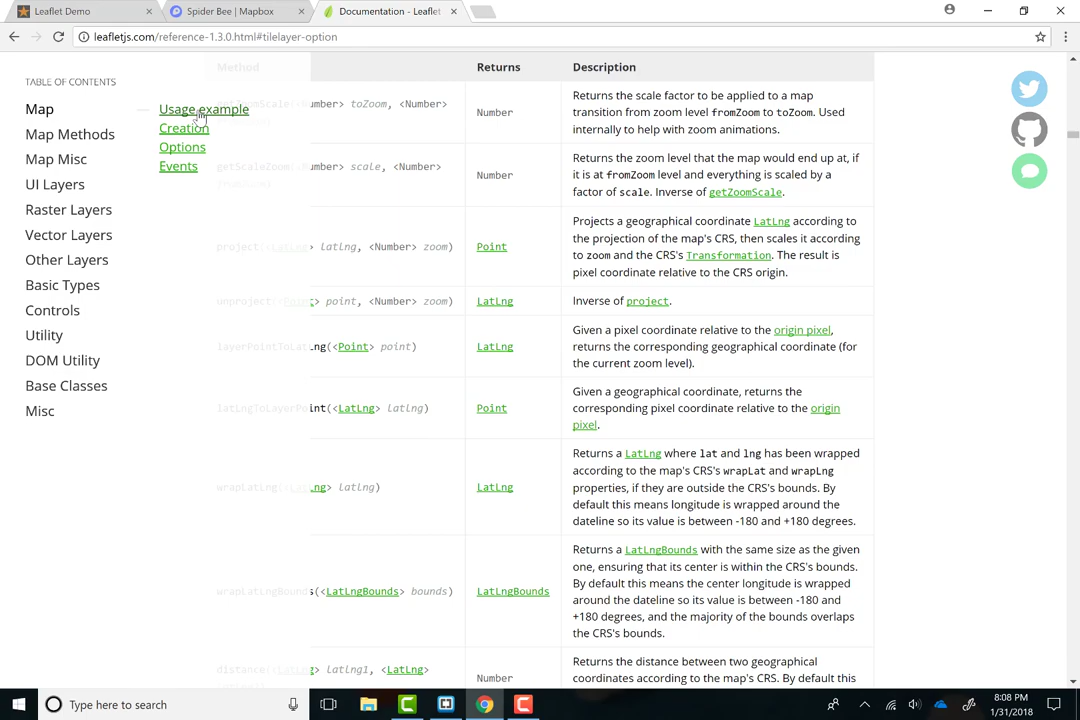 Leaflet Demo
Spider Bee | Mapbox
Documentation - Leaflet
leafletjs.com/reference-1.3.0.html#tilelayer-option
TABLE OF CONTENTS
Map
Map Methods
Map Misc
UI Layers
Raster Layers
Vector Layers
Other Layers
Basic Types
Controls
Utility
DOM Utility
Base Classes
Misc
Usage example
Creation
Options
Events
Method Returns Description
getZoomScale(<Number> toZoom, <Number>
Number
Returns the scale factor to be applied to a map
transition from zoom level fromZoom to toZoom. Used
internally to help with zoom animations.
getScaleZoom(<Number> scale, <Number>
Number
Returns the zoom level that the map would end up at, if
it is at fromZoom level and everything is scaled by a
factor of scale. Inverse of getZoomScale.
project(<LatLng> latlng, <Number> zoom)
Point
Projects a geographical coordinate LatLng according to
the projection of the map's CRS, then scales it according
to zoom and the CRS's Transformation. The result is
pixel coordinate relative to the CRS origin.
unproject(<Point> point, <Number> zoom)
LatLng
Inverse of project.
layerPointToLatLng(<Point> point)
LatLng
Given a pixel coordinate relative to the origin pixel,
returns the corresponding geographical coordinate (for
the current zoom level).
latLngToLayerPoint(<LatLng> latlng)
Point
Given a geographical coordinate, returns the
corresponding pixel coordinate relative to the origin
pixel.
wrapLatLng(<LatLng> latlng)
LatLng
Returns a LatLng where lat and lng has been wrapped
according to the map's CRS's wrapLat and wrapLng
properties, if they are outside the CRS's bounds. By
default this means longitude is wrapped around the
dateline so its value is between -180 and +180 degrees.
wrapLatLngBounds(<LatLngBounds> bounds)
LatLngBounds
Returns a LatLngBounds with the same size as the given
one, ensuring that its center is within the CRS's bounds.
By default this means the center longitude is wrapped
around the dateline so its value is between -180 and
+180 degrees, and the majority of the bounds overlaps
the CRS's bounds.
distance(<LatLng> latlng1, <LatLng>
Number
Returns the distance between two geographical
coordinates according to the map's CRS. By default this
Type here to search
8:08 PM
1/31/2018